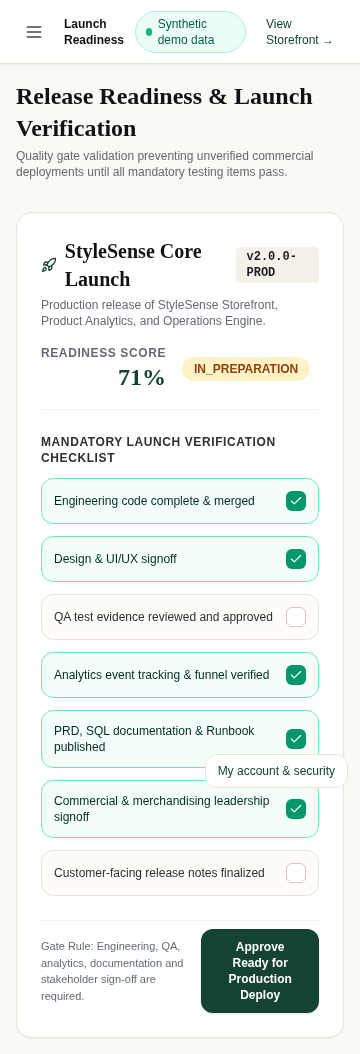 Launch
Readiness
Synthetic
demo data
View
Storefront →
Release Readiness & Launch
Verification
Quality gate validation preventing unverified commercial
deployments until all mandatory testing items pass.
StyleSense Core
Launch
v2.0.0-
PROD
Production release of StyleSense Storefront,
Product Analytics, and Operations Engine.
READINESS SCORE
71%
IN_PREPARATION
MANDATORY LAUNCH VERIFICATION
CHECKLIST
Engineering code complete & merged
Design & UI/UX signoff
QA test evidence reviewed and approved
Analytics event tracking & funnel verified
PRD, SQL documentation & Runbook
published
My account & security
Commercial & merchandising leadership
signoff
Customer-facing release notes finalized
Gate Rule: Engineering, QA,
analytics, documentation and
stakeholder sign-off are
required.
Approve
Ready for
Production
Deploy